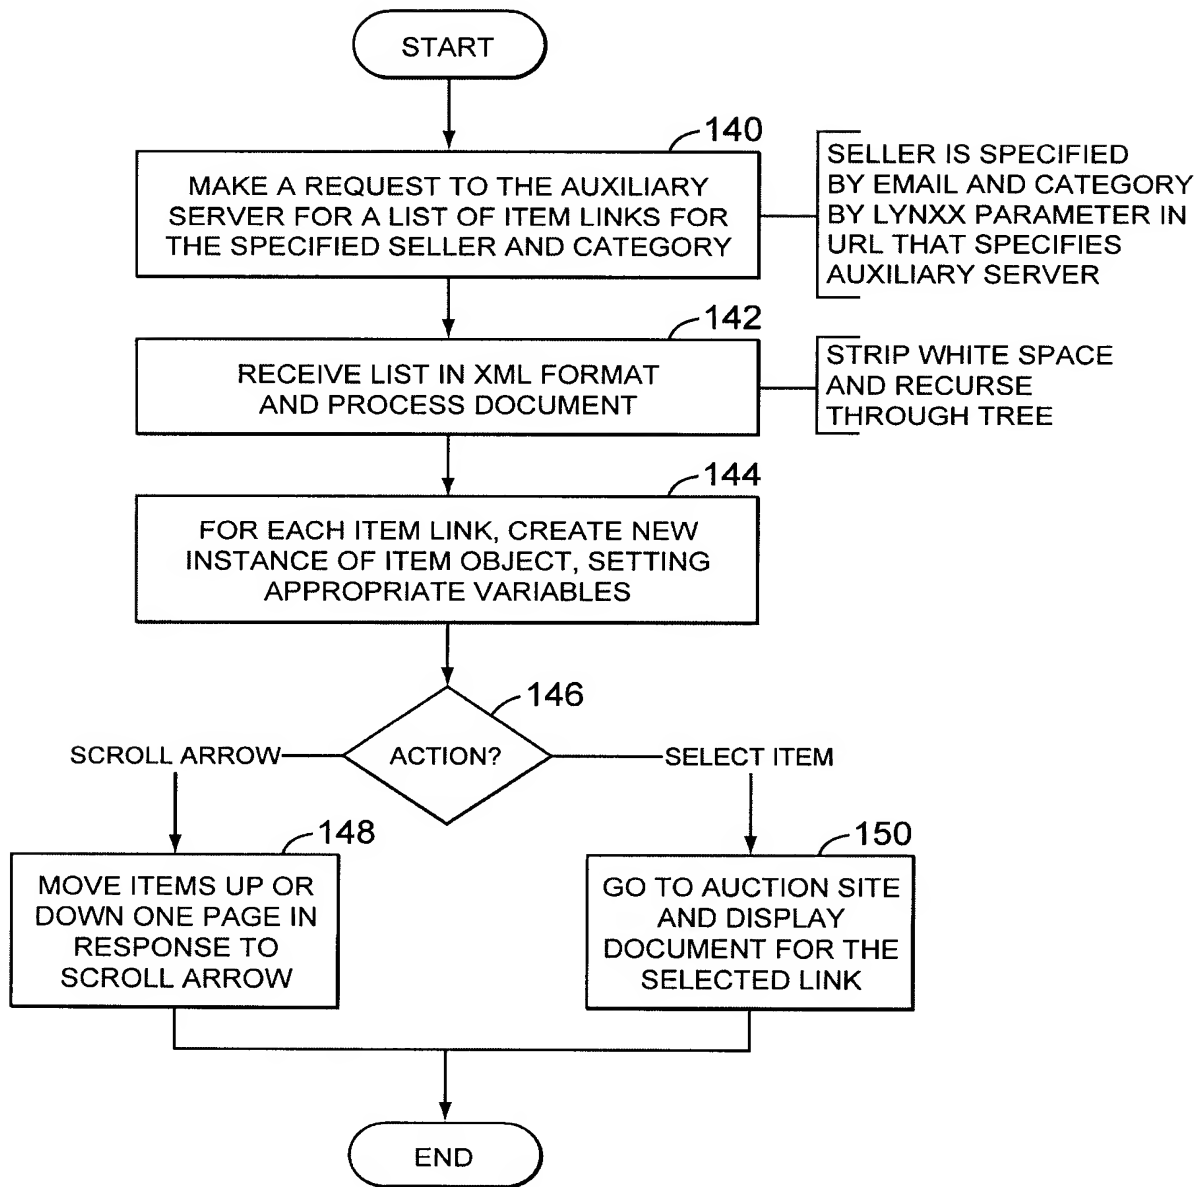 START
140
MAKE A REQUEST TO THE AUXILIARY
SERVER FOR A LIST OF ITEM LINKS FOR
THE SPECIFIED SELLER AND CATEGORY
SELLER IS SPECIFIED
BY EMAIL AND CATEGORY
BY LYNXX PARAMETER IN
URL THAT SPECIFIES
AUXILIARY SERVER
142
RECEIVE LIST IN XML FORMAT
AND PROCESS DOCUMENT
STRIP WHITE SPACE
AND RECURSE
THROUGH TREE
144
FOR EACH ITEM LINK, CREATE NEW
INSTANCE OF ITEM OBJECT, SETTING
APPROPRIATE VARIABLES
146
SCROLL ARROW
ACTION?
SELECT ITEM
148
MOVE ITEMS UP OR
DOWN ONE PAGE IN
RESPONSE TO
SCROLL ARROW
150
GO TO AUCTION SITE
AND DISPLAY
DOCUMENT FOR THE
SELECTED LINK
END